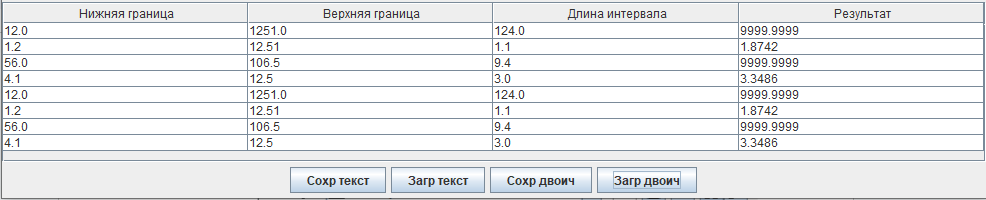 Нижняя граница Верхняя граница Длина интервала Результат
12.0 1251.0 124.0 9999.9999
1.2 12.51 1.1 1.8742
56.0 106.5 9.4 9999.9999
4.1 12.5 3.0 3.3486
12.0 1251.0 124.0 9999.9999
1.2 12.51 1.1 1.8742
56.0 106.5 9.4 9999.9999
4.1 12.5 3.0 3.3486
Сохр текст Загр текст Сохр двоич Загр двоич